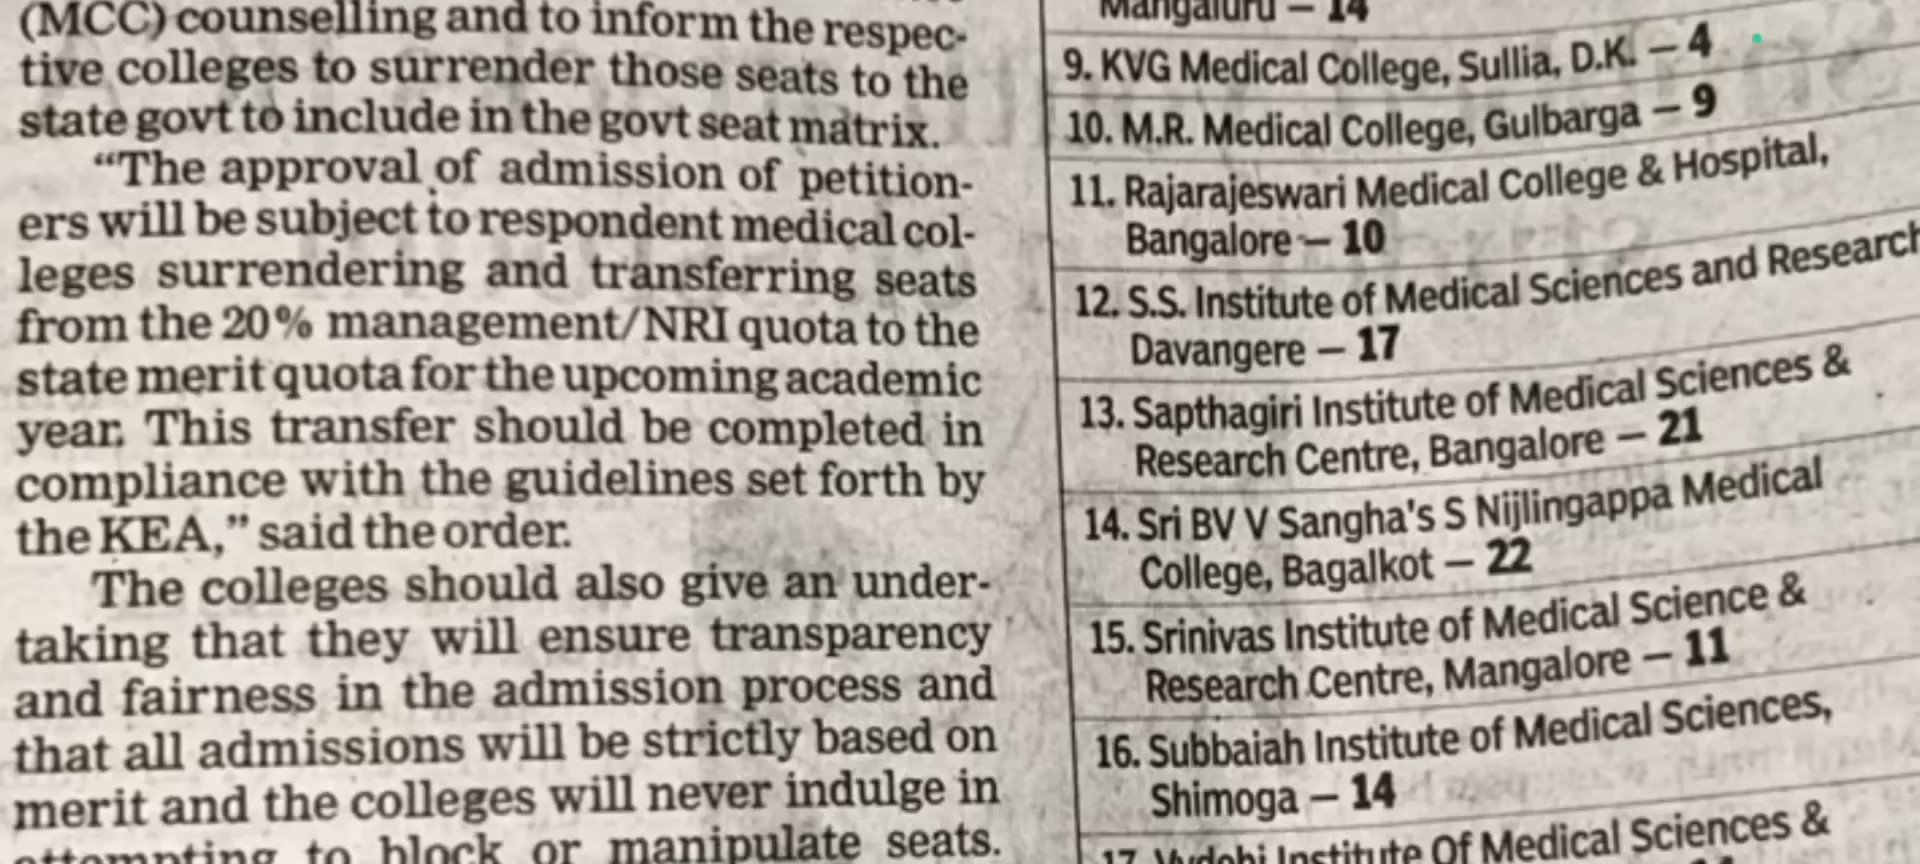 (MCC) counselling and to inform the respec-
tive colleges to surrender those seats to the
state govt to include in the govt seat matrix.
“The approval of admission of petition-
ers will be subject to respondent medical col-
leges surrendering and transferring seats
from the 20% management/NRI quota to the
state merit quota for the upcoming academic
year. This transfer should be completed in
compliance with the guidelines set forth by
the KEA,” said the order.
The colleges should also give an under-
taking that they will ensure transparency
and fairness in the admission process and
that all admissions will be strictly based on
merit and the colleges will never indulge in
attempting to block or manipulate seats.
Mangaluru – 14
9. KVG Medical College, Sullia, D.K. – 4
10. M.R. Medical College, Gulbarga – 9
11. Rajarajeswari Medical College & Hospital,
Bangalore – 10
12. S.S. Institute of Medical Sciences and Research
Davangere – 17
13. Sapthagiri Institute of Medical Sciences &
Research Centre, Bangalore – 21
14. Sri BV V Sangha's S Nijlingappa Medical
College, Bagalkot – 22
15. Srinivas Institute of Medical Science &
Research Centre, Mangalore – 11
16. Subbaiah Institute of Medical Sciences,
Shimoga – 14
17. Vydehi Institute Of Medical Sciences &